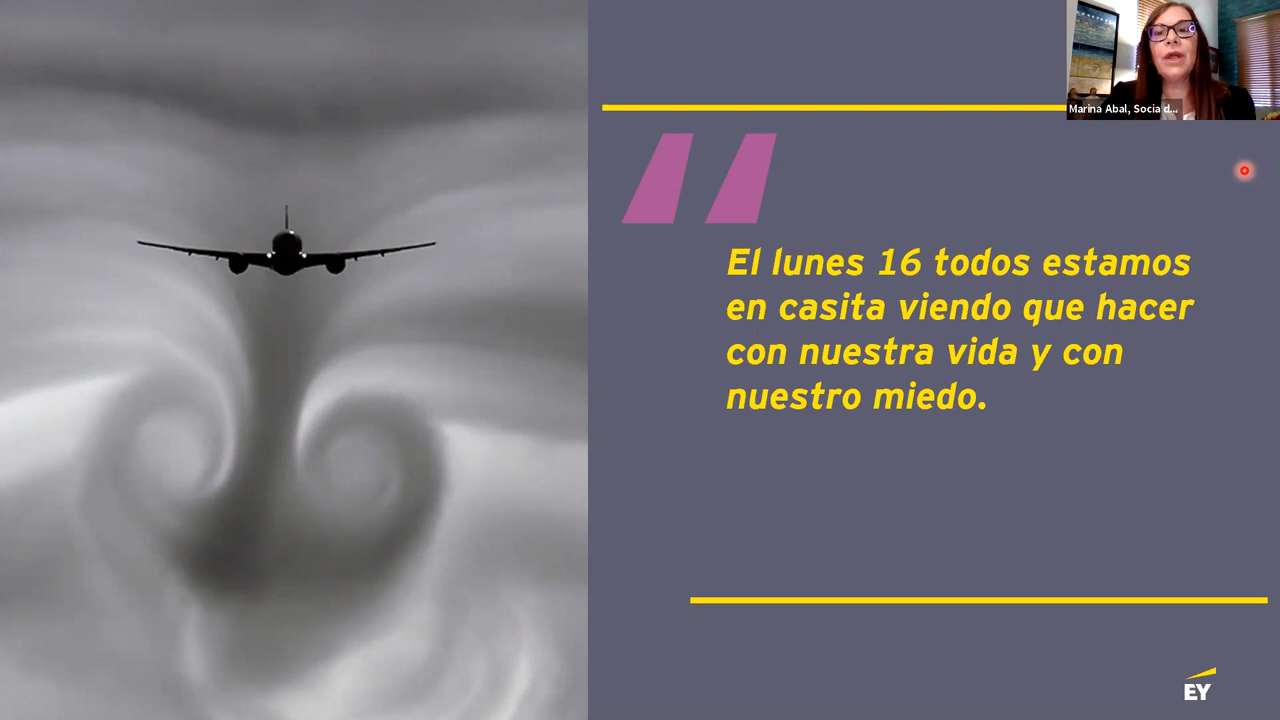 Marina Abal, Socia d...
El lunes 16 todos estamos
en casita viendo que hacer
con nuestra vida y con
nuestro miedo.
EY